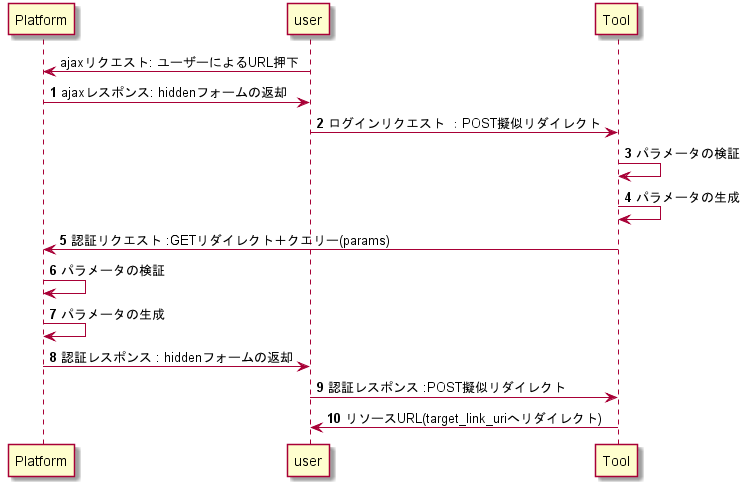 Platform
user
Tool
ajaxリクエスト: ユーザーによるURL押下
1 ajaxレスポンス: hiddenフォームの返却
2 ログインリクエスト : POST擬似リダイレクト
3 パラメータの検証
4 パラメータの生成
5 認証リクエスト :GETリダイレクト＋クエリー(params)
6 パラメータの検証
7 パラメータの生成
8 認証レスポンス : hiddenフォームの返却
9 認証レスポンス :POST擬似リダイレクト
10 リソースURL(target_link_uriへリダイレクト)
Platform
user
Tool